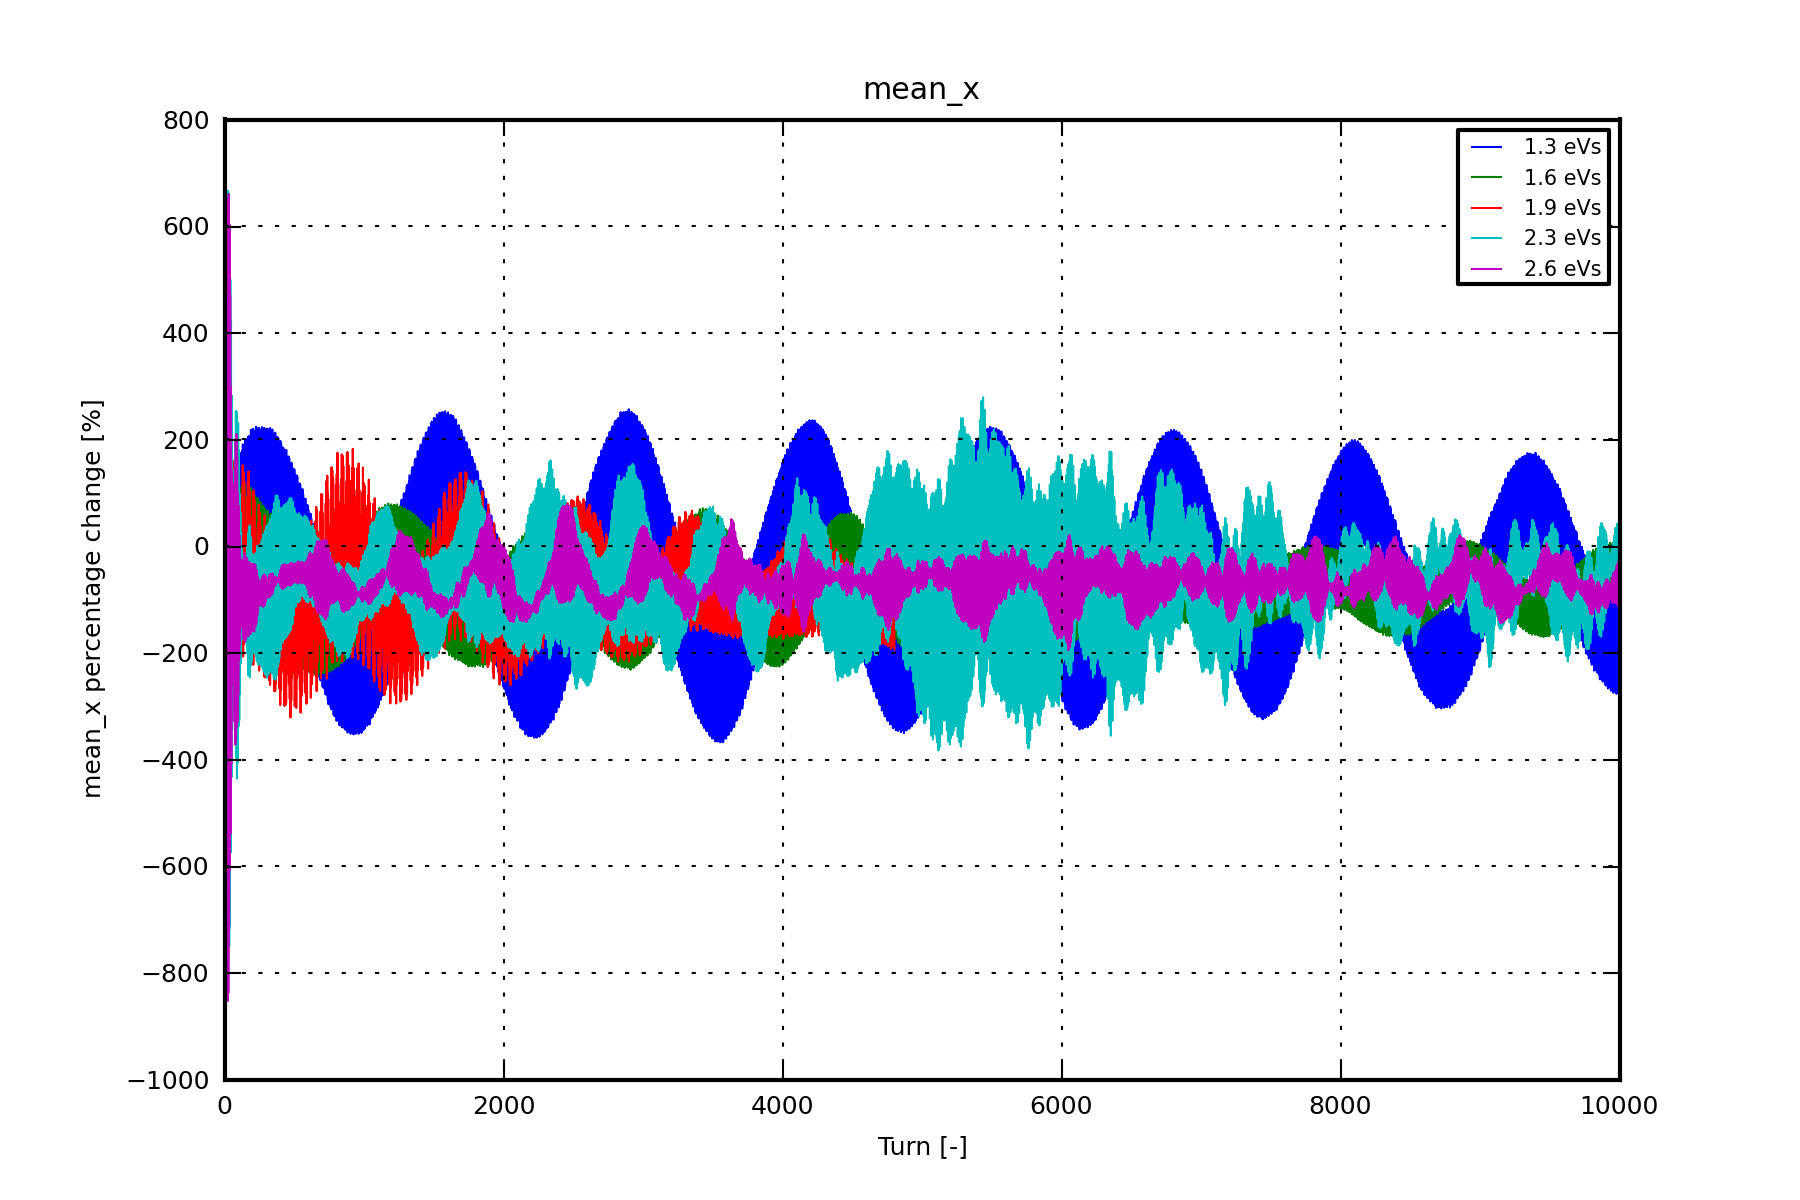 mean_x
800
600
400
200
0
−200
−400
−600
−800
−1000
mean_x percentage change [%]
1.3 eVs
1.6 eVs
1.9 eVs
2.3 eVs
2.6 eVs
0 2000 4000 6000 8000 10000
Turn [-]